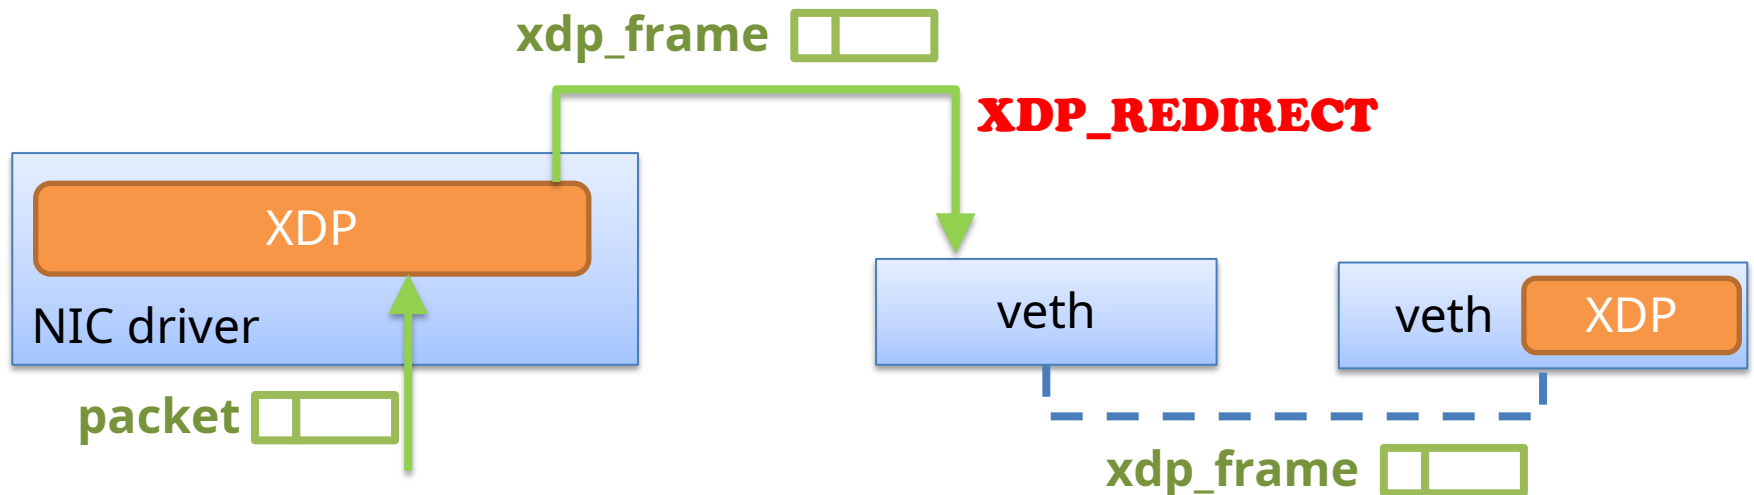 xdp_frame
XDP_REDIRECT
XDP
NIC driver
veth
veth
XDP
packet
xdp_frame